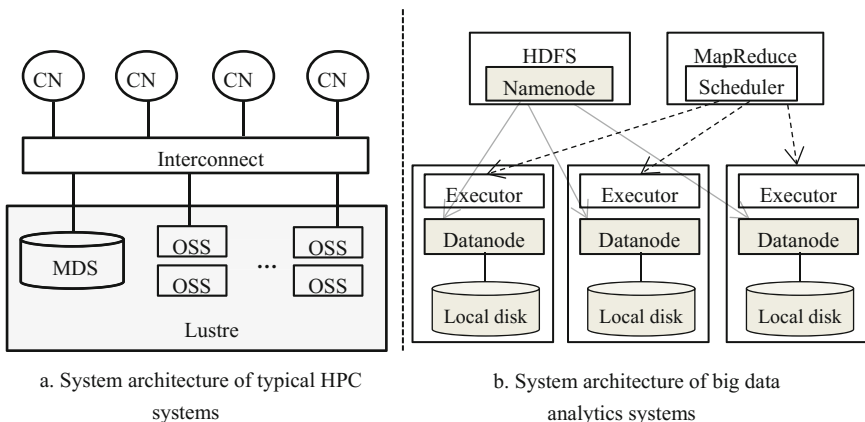 CN CN CN CN
Interconnect
MDS
OSS ... OSS
OSS OSS
Lustre
a. System architecture of typical HPC
systems
HDFS
Namenode
MapReduce
Scheduler
Executor Executor Executor
Datanode Datanode Datanode
Local disk Local disk Local disk
b. System architecture of big data
analytics systems